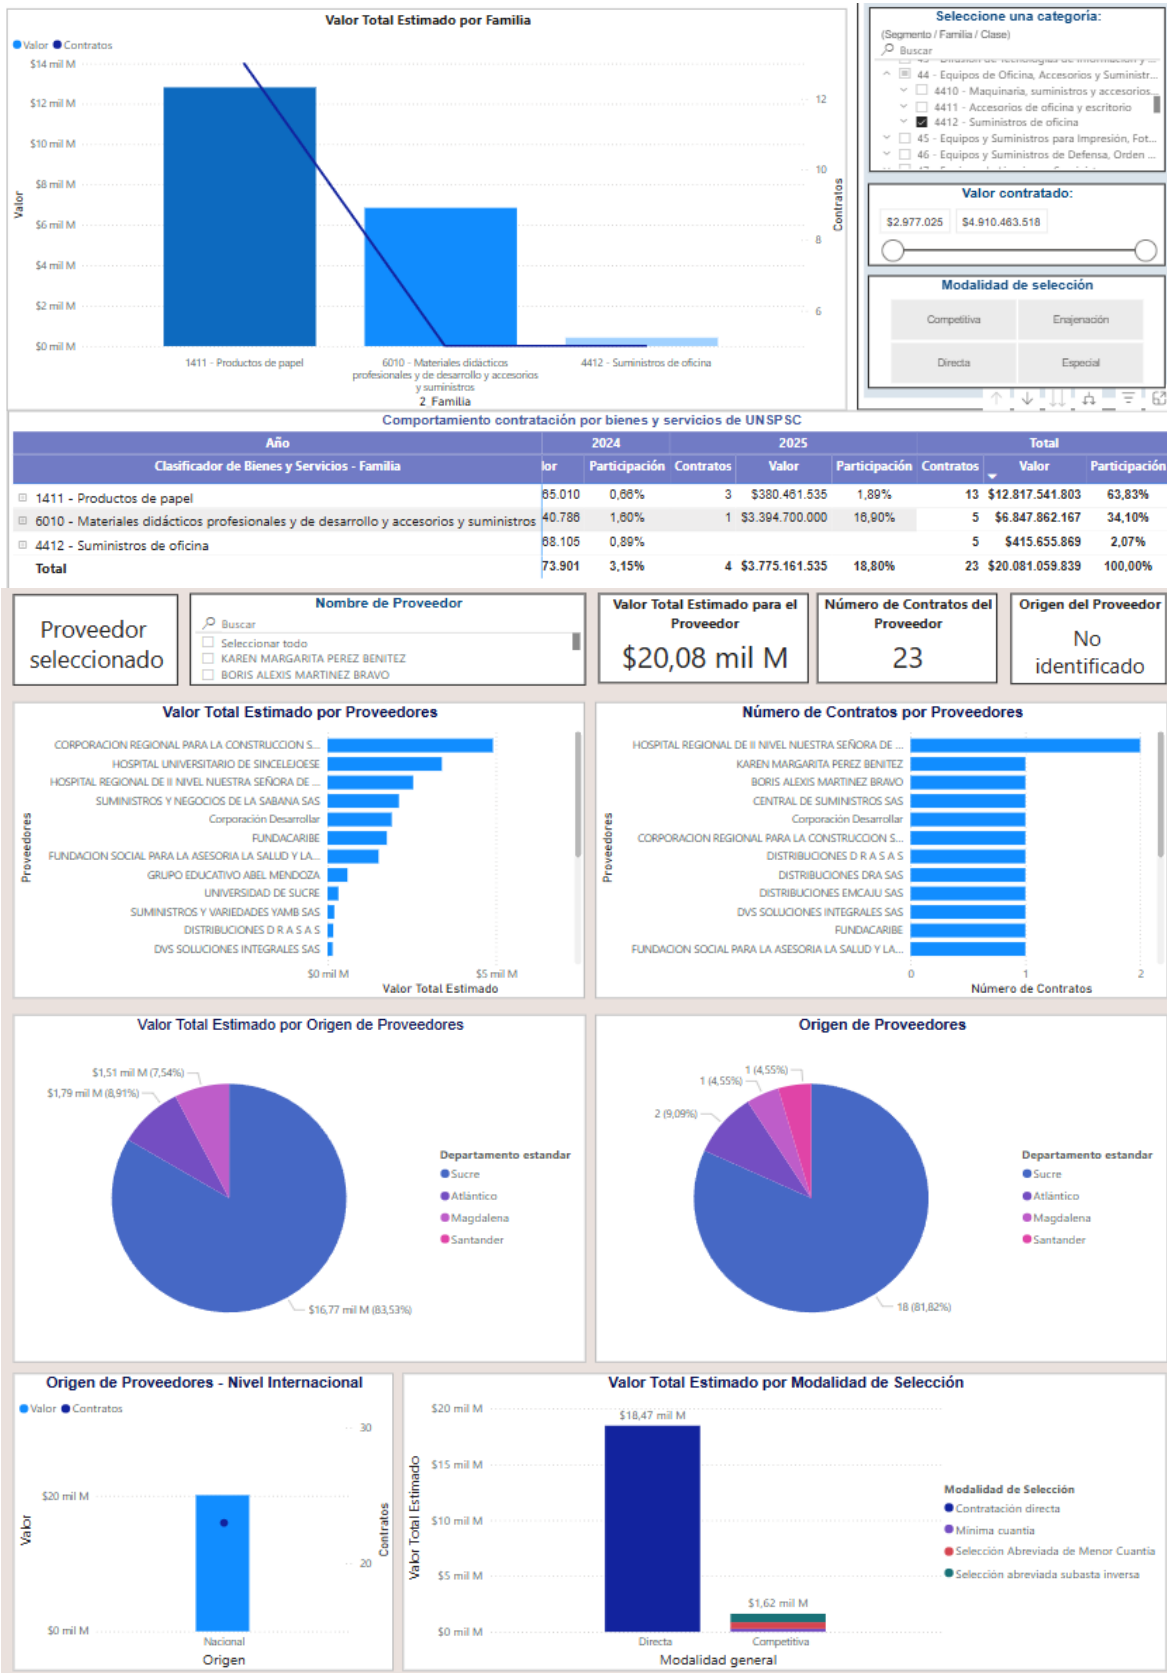 Valor Total Estimado por Familia
Valor Contratos
$14 mil M
$12 mil M
$10 mil M
$8 mil M
$6 mil M
$4 mil M
$2 mil M
$0 mil M
Valor
12
10
8
6
Contratos
1411 - Productos de papel
6010 - Materiales didácticos profesionales y de desarrollo y accesorios y suministros
4412 - Suministros de oficina
2_Familia
Seleccione una categoría:
(Segmento / Familia / Clase)
Buscar
44 - Equipos de Oficina, Accesorios y Suministr...
4410 - Maquinaria, suministros y accesorios...
4411 - Accesorios de oficina y escritorio
4412 - Suministros de oficina
45 - Equipos y Suministros para Impresión, Fot...
46 - Equipos y Suministros de Defensa, Orden ...
Valor contratado:
$2.977.025 $4.910.463.518
Modalidad de selección
Competitiva Enajenación
Directa Especial
Comportamiento contratación por bienes y servicios de UNSPSC
Año 2024 2025 Total
Clasificador de Bienes y Servicios - Familia lor Participación Contratos Valor Participación Contratos Valor Participación
1411 - Productos de papel 65.010 0,66% 3 $380.461.535 1,89% 13 $12.817.541.803 63,83%
6010 - Materiales didácticos profesionales y de desarrollo y accesorios y suministros 40.786 1,60% 1 $3.394.700.000 16,90% 5 $6.847.862.167 34,10%
4412 - Suministros de oficina 68.105 0,89% 5 $415.655.869 2,07%
Total 73.901 3,15% 4 $3.775.161.535 18,80% 23 $20.081.059.839 100,00%
Proveedor seleccionado
Nombre de Proveedor
Buscar
Seleccionar todo
KAREN MARGARITA PEREZ BENITEZ
BORIS ALEXIS MARTINEZ BRAVO
Valor Total Estimado para el Proveedor
$20,08 mil M
Número de Contratos del Proveedor
23
Origen del Proveedor
No identificado
Valor Total Estimado por Proveedores
Proveedores
CORPORACION REGIONAL PARA LA CONSTRUCCION S...
HOSPITAL UNIVERSITARIO DE SINCELEJOESE
HOSPITAL REGIONAL DE II NIVEL NUESTRA SEÑORA DE ...
SUMINISTROS Y NEGOCIOS DE LA SABANA SAS
Corporación Desarrollar
FUNDACARIBE
FUNDACION SOCIAL PARA LA ASESORIA LA SALUD Y LA...
GRUPO EDUCATIVO ABEL MENDOZA
UNIVERSIDAD DE SUCRE
SUMINISTROS Y VARIEDADES YAMB SAS
DISTRIBUCIONES D R A S A S
DVS SOLUCIONES INTEGRALES SAS
$0 mil M $5 mil M
Valor Total Estimado
Número de Contratos por Proveedores
Proveedores
HOSPITAL REGIONAL DE II NIVEL NUESTRA SEÑORA DE ...
KAREN MARGARITA PEREZ BENITEZ
BORIS ALEXIS MARTINEZ BRAVO
CENTRAL DE SUMINISTROS SAS
Corporación Desarrollar
CORPORACION REGIONAL PARA LA CONSTRUCCION S...
DISTRIBUCIONES D R A S A S
DISTRIBUCIONES DRA SAS
DISTRIBUCIONES EMCAJU SAS
DVS SOLUCIONES INTEGRALES SAS
FUNDACARIBE
FUNDACION SOCIAL PARA LA ASESORIA LA SALUD Y LA...
0 1 2
Número de Contratos
Valor Total Estimado por Origen de Proveedores
$1,51 mil M (7,54%)
$1,79 mil M (8,91%)
$16,77 mil M (83,53%)
Departamento estandar
Sucre
Atlántico
Magdalena
Santander
Origen de Proveedores
1 (4,55%)
1 (4,55%)
2 (9,09%)
18 (81,82%)
Departamento estandar
Sucre
Atlántico
Magdalena
Santander
Origen de Proveedores - Nivel Internacional
Valor Contratos
$20 mil M
$0 mil M
Valor
30
20
Contratos
Nacional
Origen
Valor Total Estimado por Modalidad de Selección
Valor Total Estimado
$20 mil M
$15 mil M
$10 mil M
$5 mil M
$0 mil M
$18,47 mil M
$1,62 mil M
Directa Competitiva
Modalidad general
Modalidad de Selección
Contratación directa
Mínima cuantía
Selección Abreviada de Menor Cuantía
Selección abreviada subasta inversa